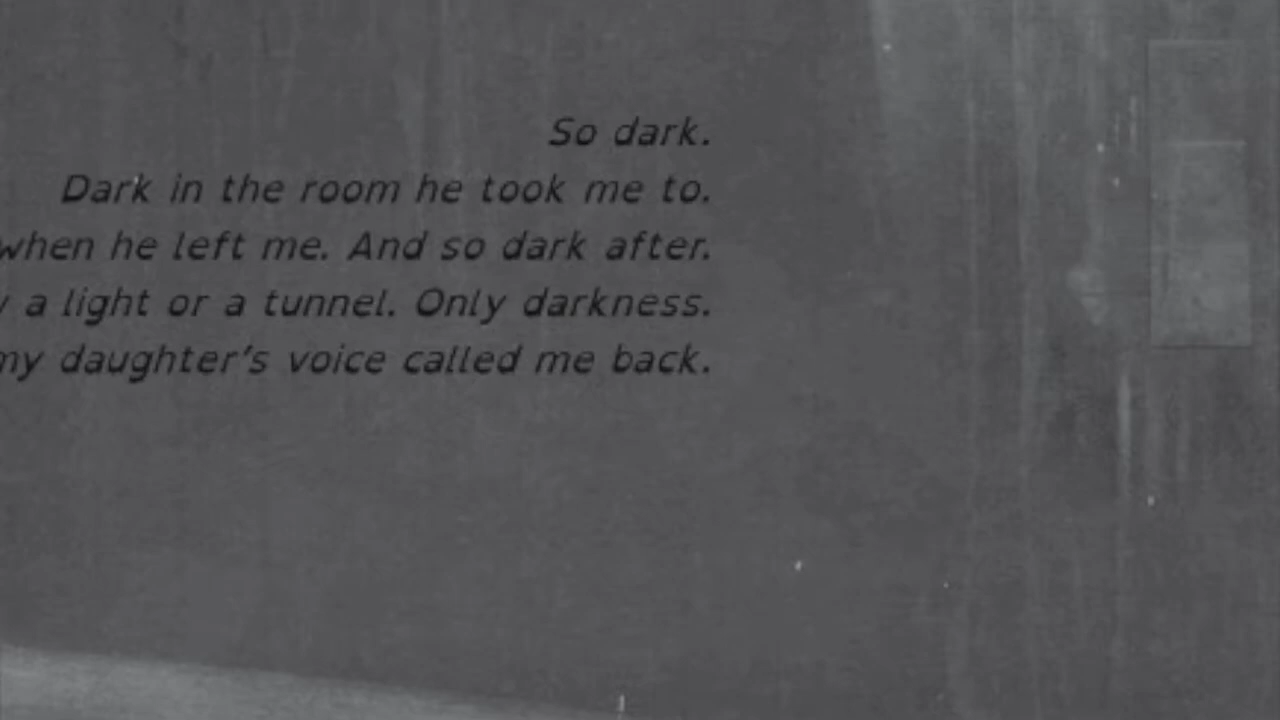 So dark.
Dark in the room he took me to.
when he left me. And so dark after.
a light or a tunnel. Only darkness.
my daughter’s voice called me back.